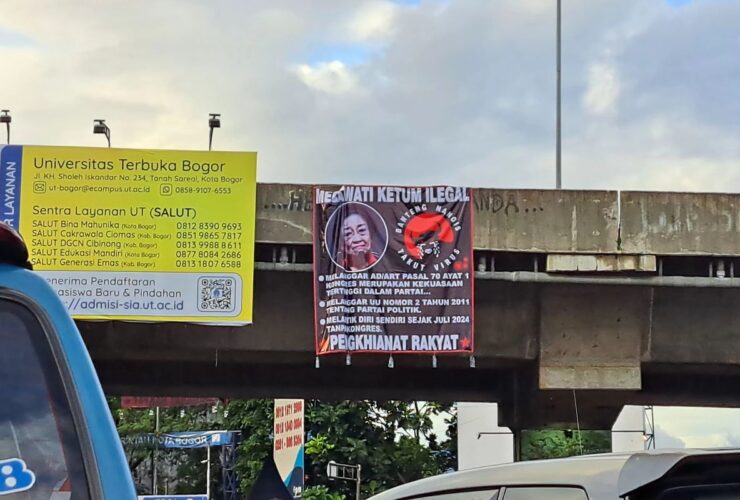 LAYANAN
Universitas Terbuka Bogor
Jl. KH. Sholeh Iskandar No. 234, Tanah Sareal, Kota Bogor
ut-bogor@ecampus.ut.ac.id 0858-9107-6553
Sentra Layanan UT (SALUT)
SALUT Bina Mahunika (Kota Bogor) 0812 8390 9693
SALUT Cakrawala Ciomas (Kab. Bogor) 0851 9865 7817
SALUT DGCN Cibinong (Kab. Bogor) 0813 9988 8611
SALUT Edukasi Mandiri (Kota Bogor) 0877 8084 2686
SALUT Generasi Emas (Kab. Bogor) 0813 1807 6588
enerima Pendaftaran
asiswa Baru & Pindahan
//admisi-sia.ut.ac.id
MEGAWATI KETUM ILEGAL
BANTENG NANGIS
TAKUT VIRUS
MELANGGAR AD/ART PASAL 70 AYAT 1
KONGRES MERUPAKAN KEKUASAAN
TERTINGGI DALAM PARTAI...
MELANGGAR UU NOMOR 2 TAHUN 2011
TENTANG PARTAI POLITIK.
MELANTIK DIRI SENDIRI SEJAK JULI 2024
TANPA KONGRES.
PENGKHIANAT RAKYAT
B